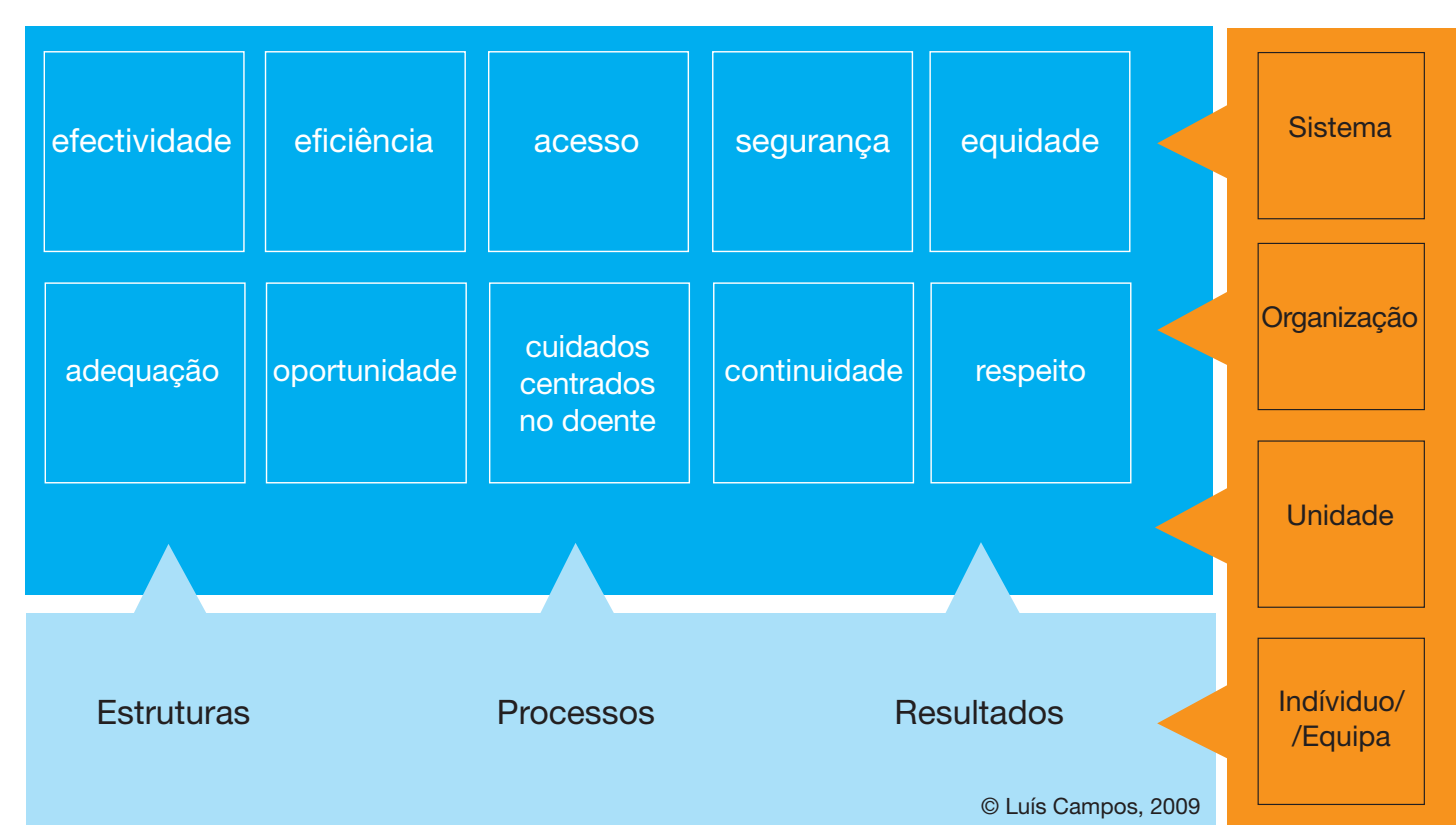 efectividade
eficiência
acesso
segurança
equidade
adequação
oportunidade
cuidados
centrados
no doente
continuidade
respeito
Estruturas
Processos
Resultados
© Luís Campos, 2009
Sistema
Organização
Unidade
Indíviduo/
/Equipa